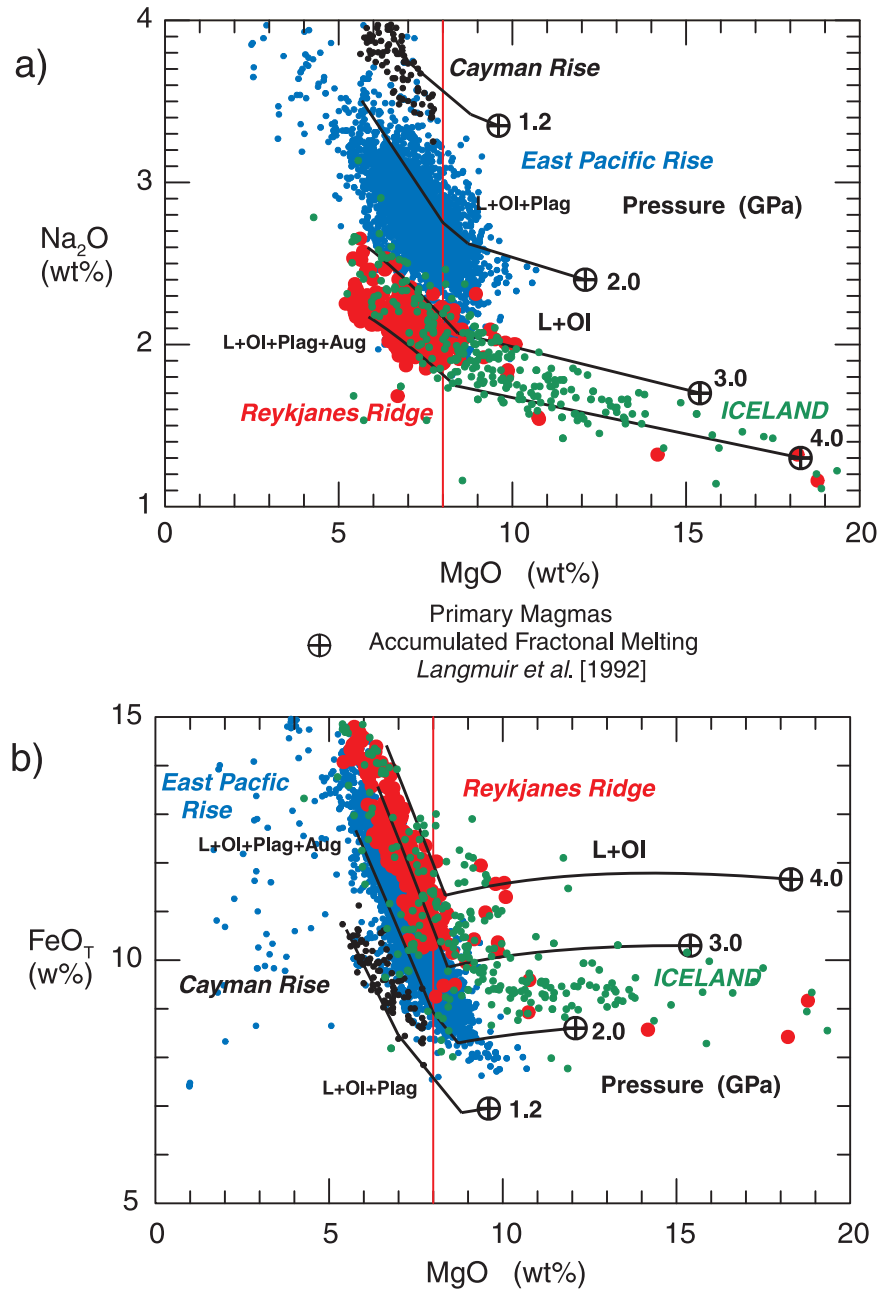 a)
4
Cayman Rise
1.2
East Pacific Rise
3
L+Ol+Plag
Pressure (GPa)
Na2O
(wt%)
2.0
L+Ol
2
L+Ol+Plag+Aug
3.0
Reykjanes Ridge
ICELAND
4.0
1
0 5 10 15 20
MgO (wt%)
Primary Magmas
Accumulated Fractonal Melting
Langmuir et al. [1992]
b)
15
East Pacfic
Rise
Reykjanes Ridge
L+Ol+Plag+Aug
L+Ol
4.0
FeOT
(w%)
10
3.0
Cayman Rise
ICELAND
2.0
L+Ol+Plag
Pressure (GPa)
1.2
5
0 5 10 15 20
MgO (wt%)